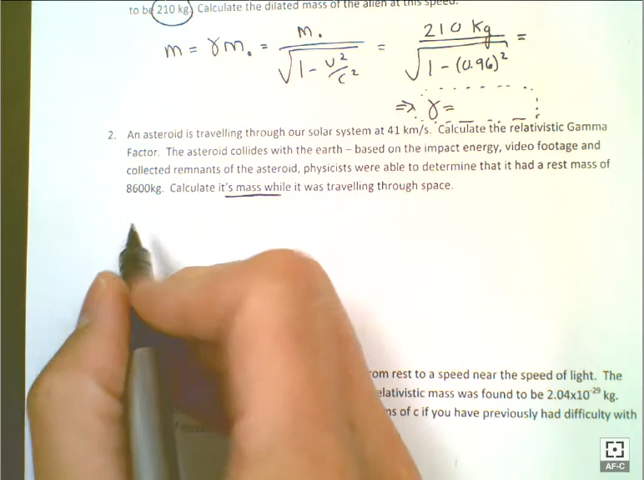 to be 210 kg. Calculate the dilated mass of the alien at this speed.
m = γm₀ = m₀ / √(1 - v²/c²) = 210 kg / √(1 - (0.96)²) =
⇒ γ =
2. An asteroid is travelling through our solar system at 41 km/s. Calculate the relativistic Gamma
Factor. The asteroid collides with the earth – based on the impact energy, video footage and
collected remnants of the asteroid, physicists were able to determine that it had a rest mass of
8600kg. Calculate it's mass while it was travelling through space.
om rest to a speed near the speed of light. The
elativistic mass was found to be 2.04x10⁻²⁹ kg.
ns of c if you have previously had difficulty with
AF-C